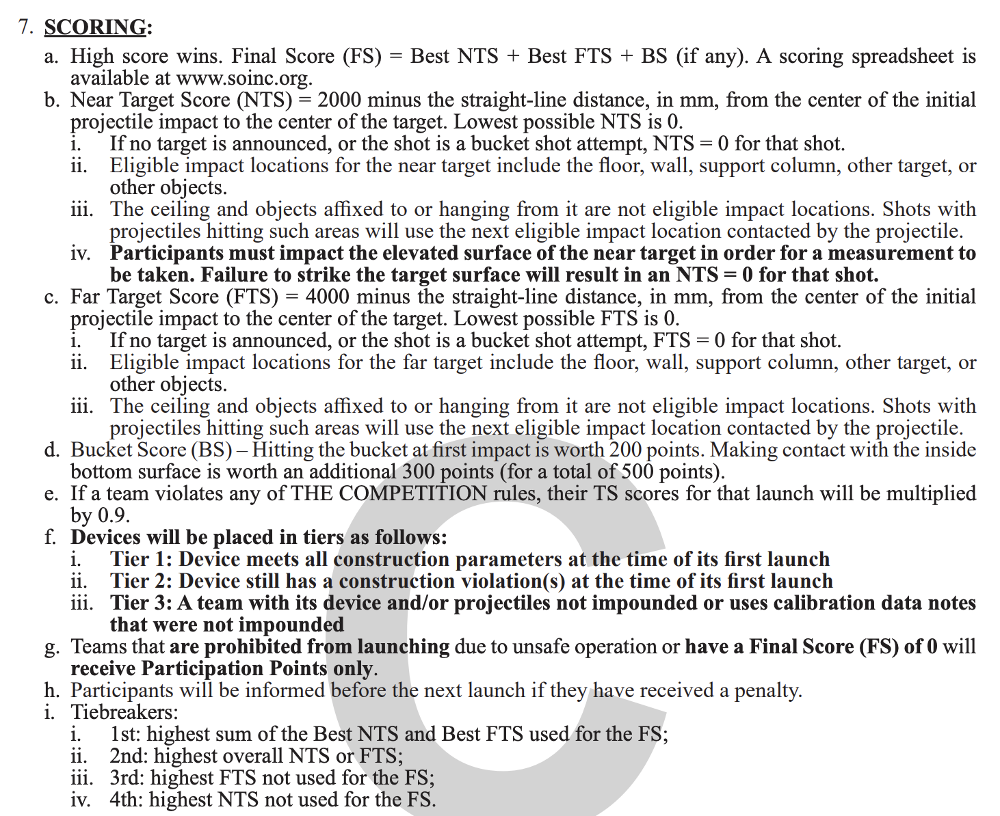 7. SCORING:
a. High score wins. Final Score (FS) = Best NTS + Best FTS + BS (if any). A scoring spreadsheet is
available at www.soinc.org.
b. Near Target Score (NTS) = 2000 minus the straight-line distance, in mm, from the center of the initial
projectile impact to the center of the target. Lowest possible NTS is 0.
i. If no target is announced, or the shot is a bucket shot attempt, NTS = 0 for that shot.
ii. Eligible impact locations for the near target include the floor, wall, support column, other target, or
other objects.
iii. The ceiling and objects affixed to or hanging from it are not eligible impact locations. Shots with
projectiles hitting such areas will use the next eligible impact location contacted by the projectile.
iv. Participants must impact the elevated surface of the near target in order for a measurement to
be taken. Failure to strike the target surface will result in an NTS = 0 for that shot.
c. Far Target Score (FTS) = 4000 minus the straight-line distance, in mm, from the center of the initial
projectile impact to the center of the target. Lowest possible FTS is 0.
i. If no target is announced, or the shot is a bucket shot attempt, FTS = 0 for that shot.
ii. Eligible impact locations for the far target include the floor, wall, support column, other target, or
other objects.
iii. The ceiling and objects affixed to or hanging from it are not eligible impact locations. Shots with
projectiles hitting such areas will use the next eligible impact location contacted by the projectile.
d. Bucket Score (BS) – Hitting the bucket at first impact is worth 200 points. Making contact with the inside
bottom surface is worth an additional 300 points (for a total of 500 points).
e. If a team violates any of THE COMPETITION rules, their TS scores for that launch will be multiplied
by 0.9.
f. Devices will be placed in tiers as follows:
i. Tier 1: Device meets all construction parameters at the time of its first launch
ii. Tier 2: Device still has a construction violation(s) at the time of its first launch
iii. Tier 3: A team with its device and/or projectiles not impounded or uses calibration data notes
that were not impounded
g. Teams that are prohibited from launching due to unsafe operation or have a Final Score (FS) of 0 will
receive Participation Points only.
h. Participants will be informed before the next launch if they have received a penalty.
i. Tiebreakers:
i. 1st: highest sum of the Best NTS and Best FTS used for the FS;
ii. 2nd: highest overall NTS or FTS;
iii. 3rd: highest FTS not used for the FS;
iv. 4th: highest NTS not used for the FS.
C